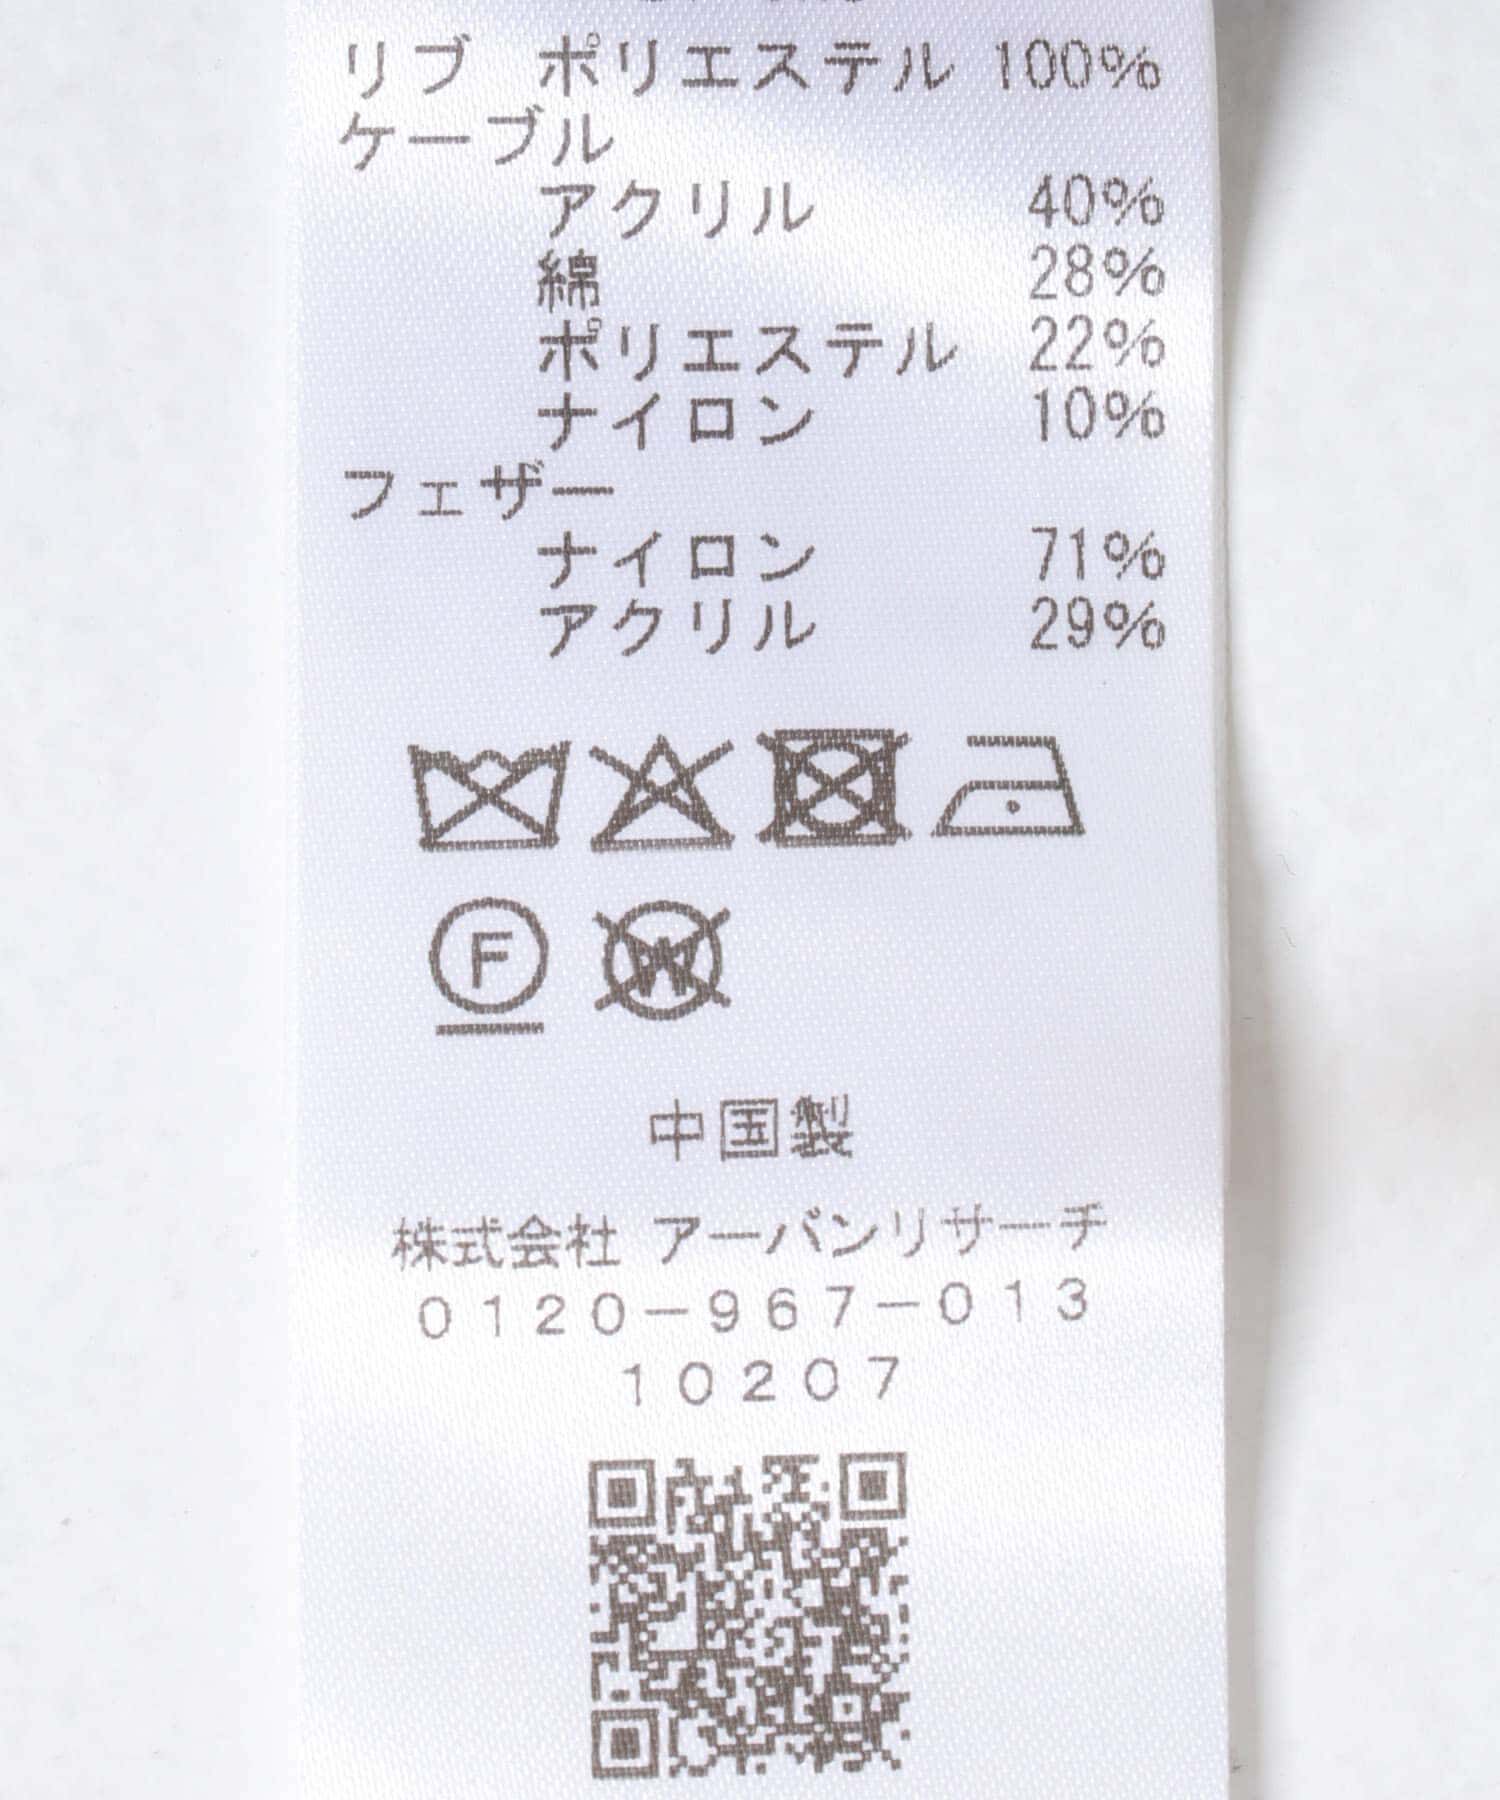 リブ ポリエステル 100%
ケーブル
アクリル 40%
綿 28%
ポリエステル 22%
ナイロン 10%
フェザー
ナイロン 71%
アクリル 29%
F W
中国製
株式会社 アーバンリサーチ
0120-967-013
10207